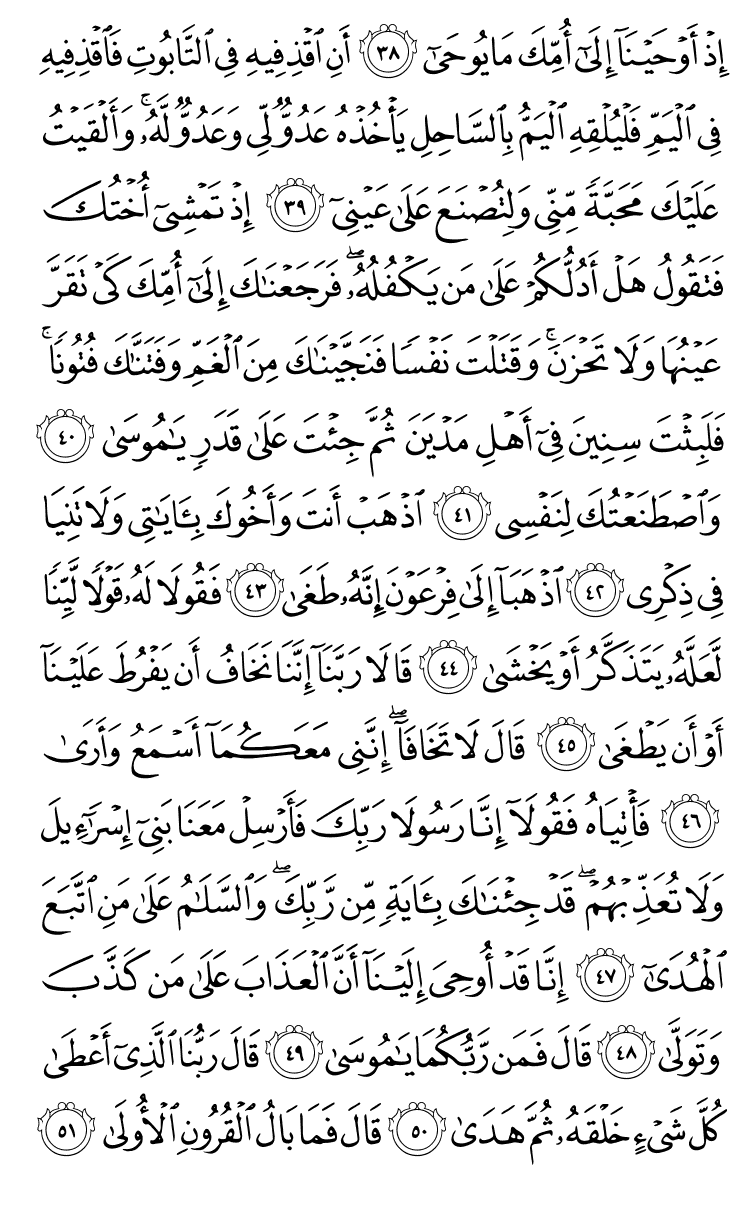 إِذْ أَوْحَيْنَآ إِلَىٰٓ أُمِّكَ مَا يُوحَىٰٓ ٣٨ أَنِ ٱقْذِفِيهِ فِى ٱلتَّابُوتِ فَٱقْذِفِيهِ
فِى ٱلْيَمِّ فَلْيُلْقِهِ ٱلْيَمُّ بِٱلسَّاحِلِ يَأْخُذْهُ عَدُوٌّ لِّى وَعَدُوٌّ لَّهُۥ ۚ وَأَلْقَيْتُ
عَلَيْكَ مَحَبَّةً مِّنِّى وَلِتُصْنَعَ عَلَىٰ عَيْنِىٓ ٣٩ إِذْ تَمْشِىٓ أُخْتُكَ
فَتَقُولُ هَلْ أَدُلُّكُمْ عَلَىٰ مَن يَكْفُلُهُۥ ۖ فَرَجَعْنَـٰكَ إِلَىٰٓ أُمِّكَ كَىْ تَقَرَّ
عَيْنُهَا وَلَا تَحْزَنَ ۚ وَقَتَلْتَ نَفْسًا فَنَجَّيْنَـٰكَ مِنَ ٱلْغَمِّ وَفَتَنَّـٰكَ فُتُونًا ۚ
فَلَبِثْتَ سِنِينَ فِىٓ أَهْلِ مَدْيَنَ ثُمَّ جِئْتَ عَلَىٰ قَدَرٍ يَـٰمُوسَىٰ ٤٠
وَٱصْطَنَعْتُكَ لِنَفْسِى ٤١ ٱذْهَبْ أَنتَ وَأَخُوكَ بِـَٔايَـٰتِى وَلَا تَنِيَا
فِى ذِكْرِى ٤٢ ٱذْهَبَآ إِلَىٰ فِرْعَوْنَ إِنَّهُۥ طَغَىٰ ٤٣ فَقُولَا لَهُۥ قَوْلًا لَّيِّنًا
لَّعَلَّهُۥ يَتَذَكَّرُ أَوْ يَخْشَىٰ ٤٤ قَالَا رَبَّنَآ إِنَّنَا نَخَافُ أَن يَفْرُطَ عَلَيْنَآ
أَوْ أَن يَطْغَىٰ ٤٥ قَالَ لَا تَخَافَآ ۖ إِنَّنِى مَعَكُمَآ أَسْمَعُ وَأَرَىٰ
٤٦ فَأْتِيَاهُ فَقُولَآ إِنَّا رَسُولَا رَبِّكَ فَأَرْسِلْ مَعَنَا بَنِىٓ إِسْرَٰٓءِيلَ
وَلَا تُعَذِّبْهُمْ ۖ قَدْ جِئْنَـٰكَ بِـَٔايَةٍ مِّن رَّبِّكَ ۖ وَٱلسَّلَـٰمُ عَلَىٰ مَنِ ٱتَّبَعَ
ٱلْهُدَىٰٓ ٤٧ إِنَّا قَدْ أُوحِىَ إِلَيْنَآ أَنَّ ٱلْعَذَابَ عَلَىٰ مَن كَذَّبَ
وَتَوَلَّىٰ ٤٨ قَالَ فَمَن رَّبُّكُمَا يَـٰمُوسَىٰ ٤٩ قَالَ رَبُّنَا ٱلَّذِىٓ أَعْطَىٰ
كُلَّ شَىْءٍ خَلْقَهُۥ ثُمَّ هَدَىٰ ٥٠ قَالَ فَمَا بَالُ ٱلْقُرُونِ ٱلْأُولَىٰ ٥١